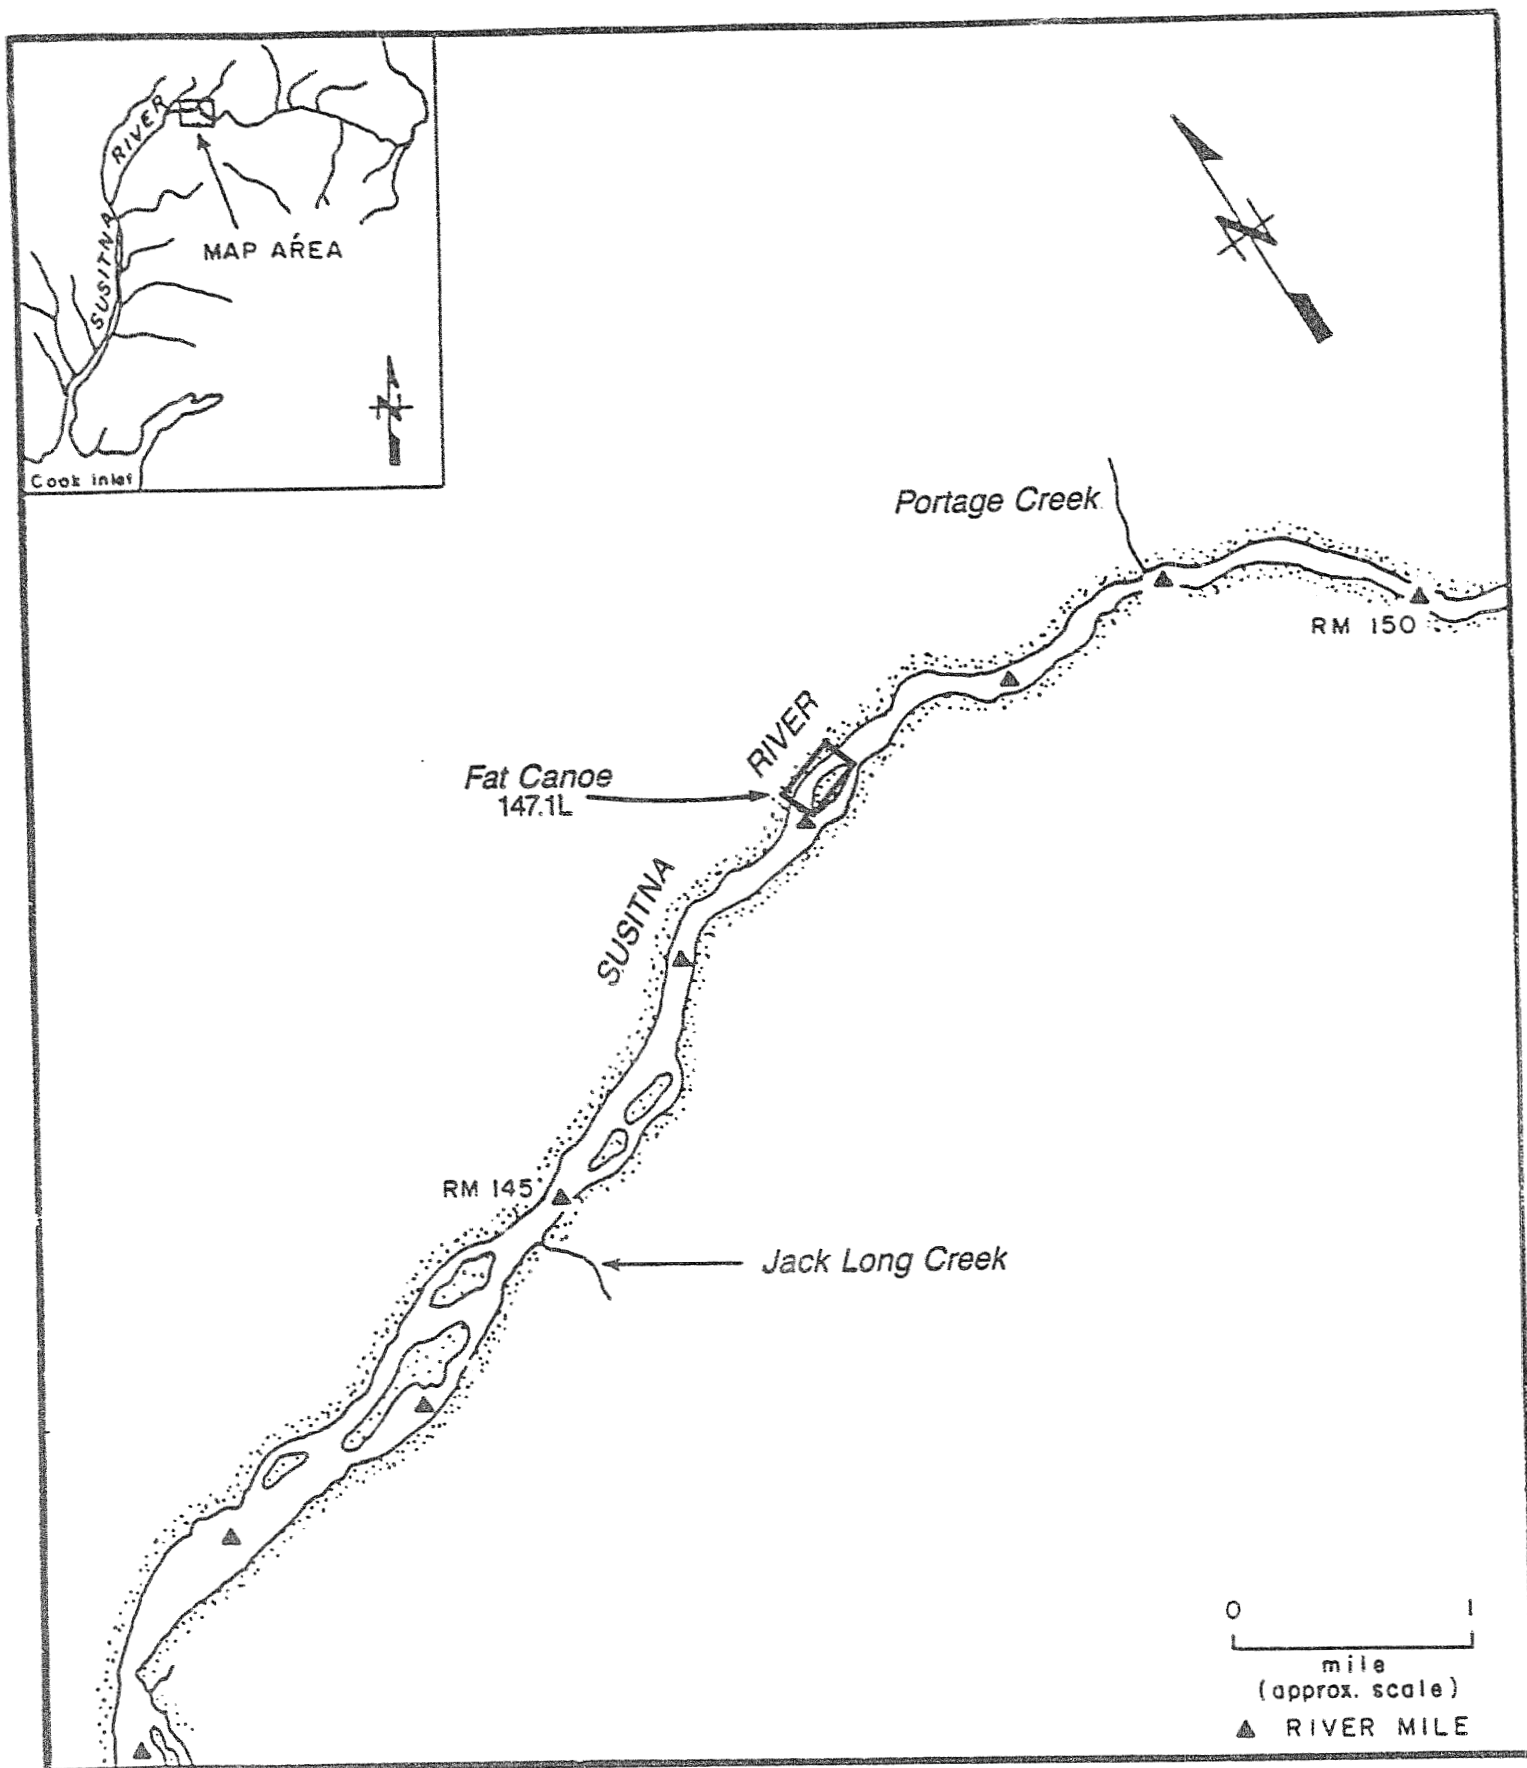 RIVER
SUSITNA
MAP AREA
N
Cook inlet
N
Portage Creek
RM 150
RIVER
Fat Canoe
147.1L
SUSITNA
RM 145
Jack Long Creek
0 1
mile
(approx. scale)
RIVER MILE